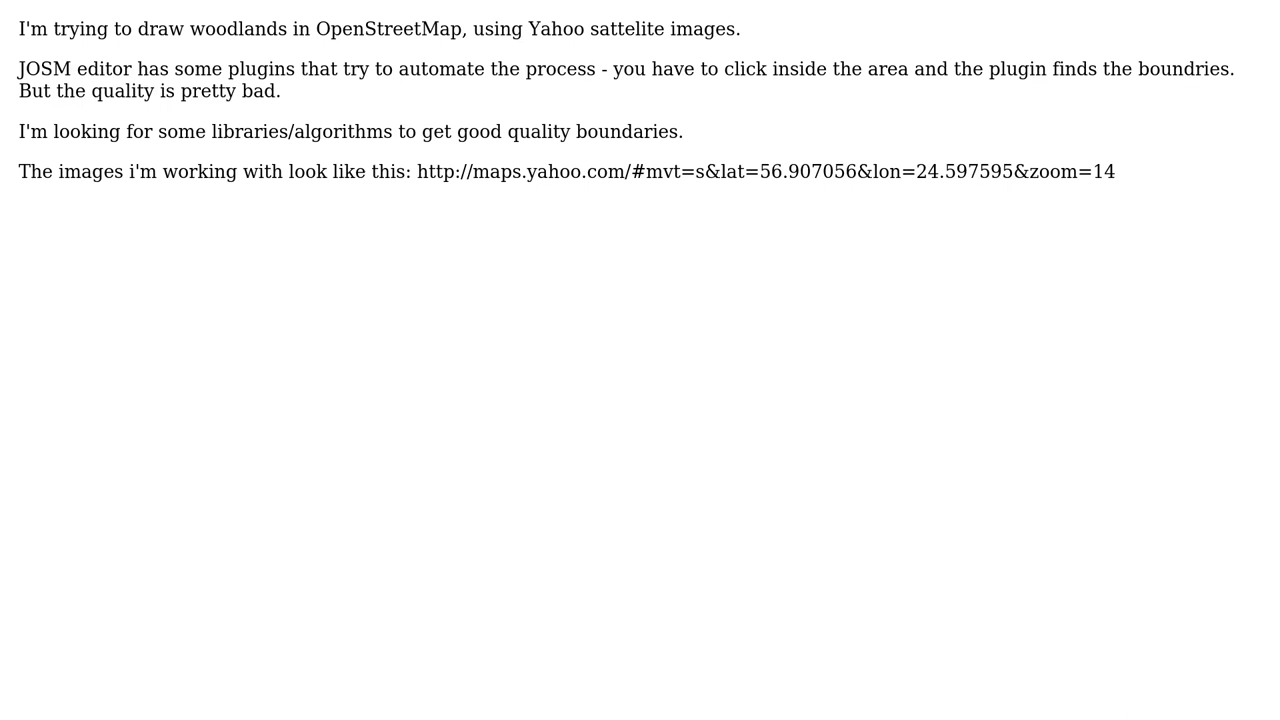 I'm trying to draw woodlands in OpenStreetMap, using Yahoo sattelite images.
JOSM editor has some plugins that try to automate the process - you have to click inside the area and the plugin finds the boundries.
But the quality is pretty bad.
I'm looking for some libraries/algorithms to get good quality boundaries.
The images i'm working with look like this: http://maps.yahoo.com/#mvt=s&lat=56.907056&lon=24.597595&zoom=14